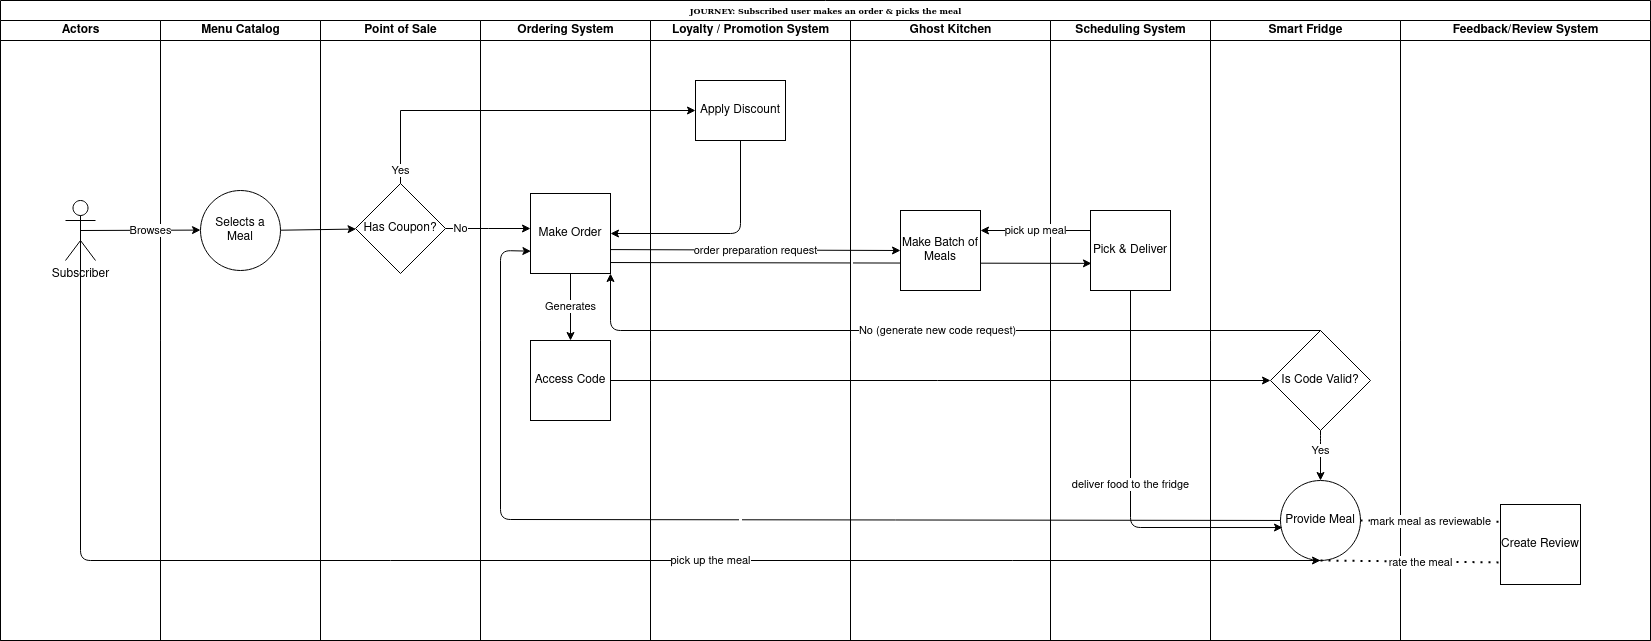 JOURNEY: Subscribed user makes an order & picks the meal
Actors
Menu Catalog
Point of Sale
Ordering System
Loyalty / Promotion System
Ghost Kitchen
Scheduling System
Smart Fridge
Feedback/Review System
Apply Discount
Yes
Subscriber
Browses
Selects a
Meal
Has Coupon?
No
Make Order
order preparation request
Make Batch of
Meals
pick up meal
Pick & Deliver
Generates
No (generate new code request)
Access Code
Is Code Valid?
Yes
deliver food to the fridge
Provide Meal
mark meal as reviewable
Create Review
pick up the meal
rate the meal